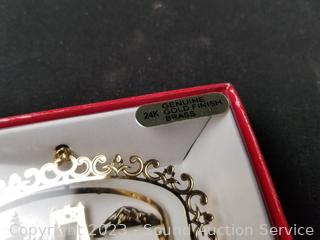 GENUINE
24K GOLD FINISH
BRASS
Copyright 2023 - Sound Auction Service